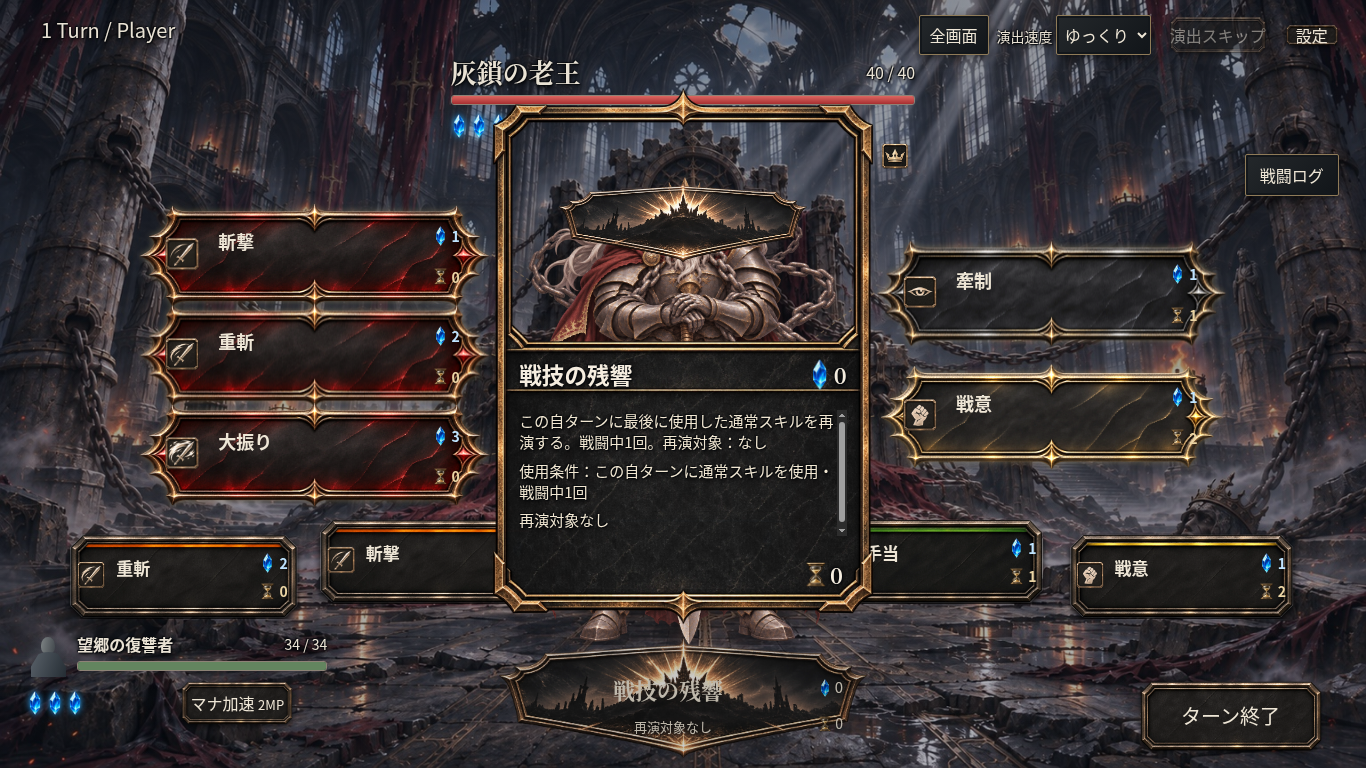 1 Turn / Player
全画面
演出速度
ゆっくり
演出スキップ
設定
灰鎖の老王
40 / 40
戦闘ログ
斬撃
1
0
重斬
2
0
大振り
3
0
牽制
1
1
戦意
1
戦技の残響
0
この自ターンに最後に使用した通常スキルを再
演する。戦闘中1回。再演対象：なし
使用条件：この自ターンに通常スキルを使用・
戦闘中1回
再演対象なし
0
重斬
2
0
斬撃
手当
1
1
戦意
1
2
望郷の復讐者
34 / 34
マナ加速 2MP
戦技の残響
0
再演対象なし
0
ターン終了